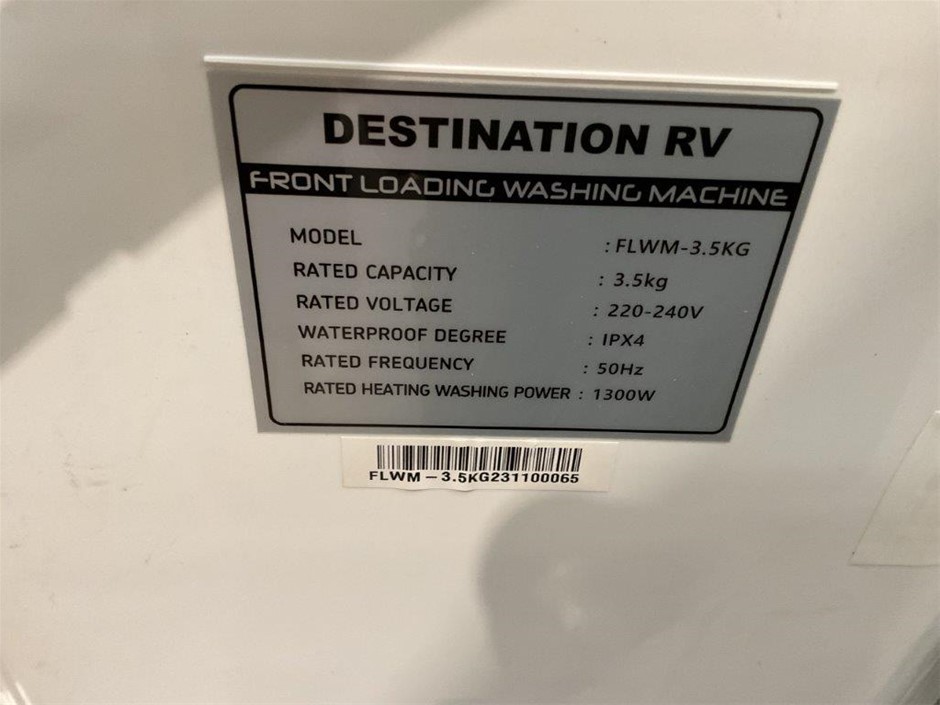 DESTINATION RV
FRONT LOADING WASHING MACHINE
MODEL : FLWM-3.5KG
RATED CAPACITY : 3.5kg
RATED VOLTAGE : 220-240V
WATERPROOF DEGREE : IPX4
RATED FREQUENCY : 50Hz
RATED HEATING WASHING POWER : 1300W
FLWM-3.5KG231100065